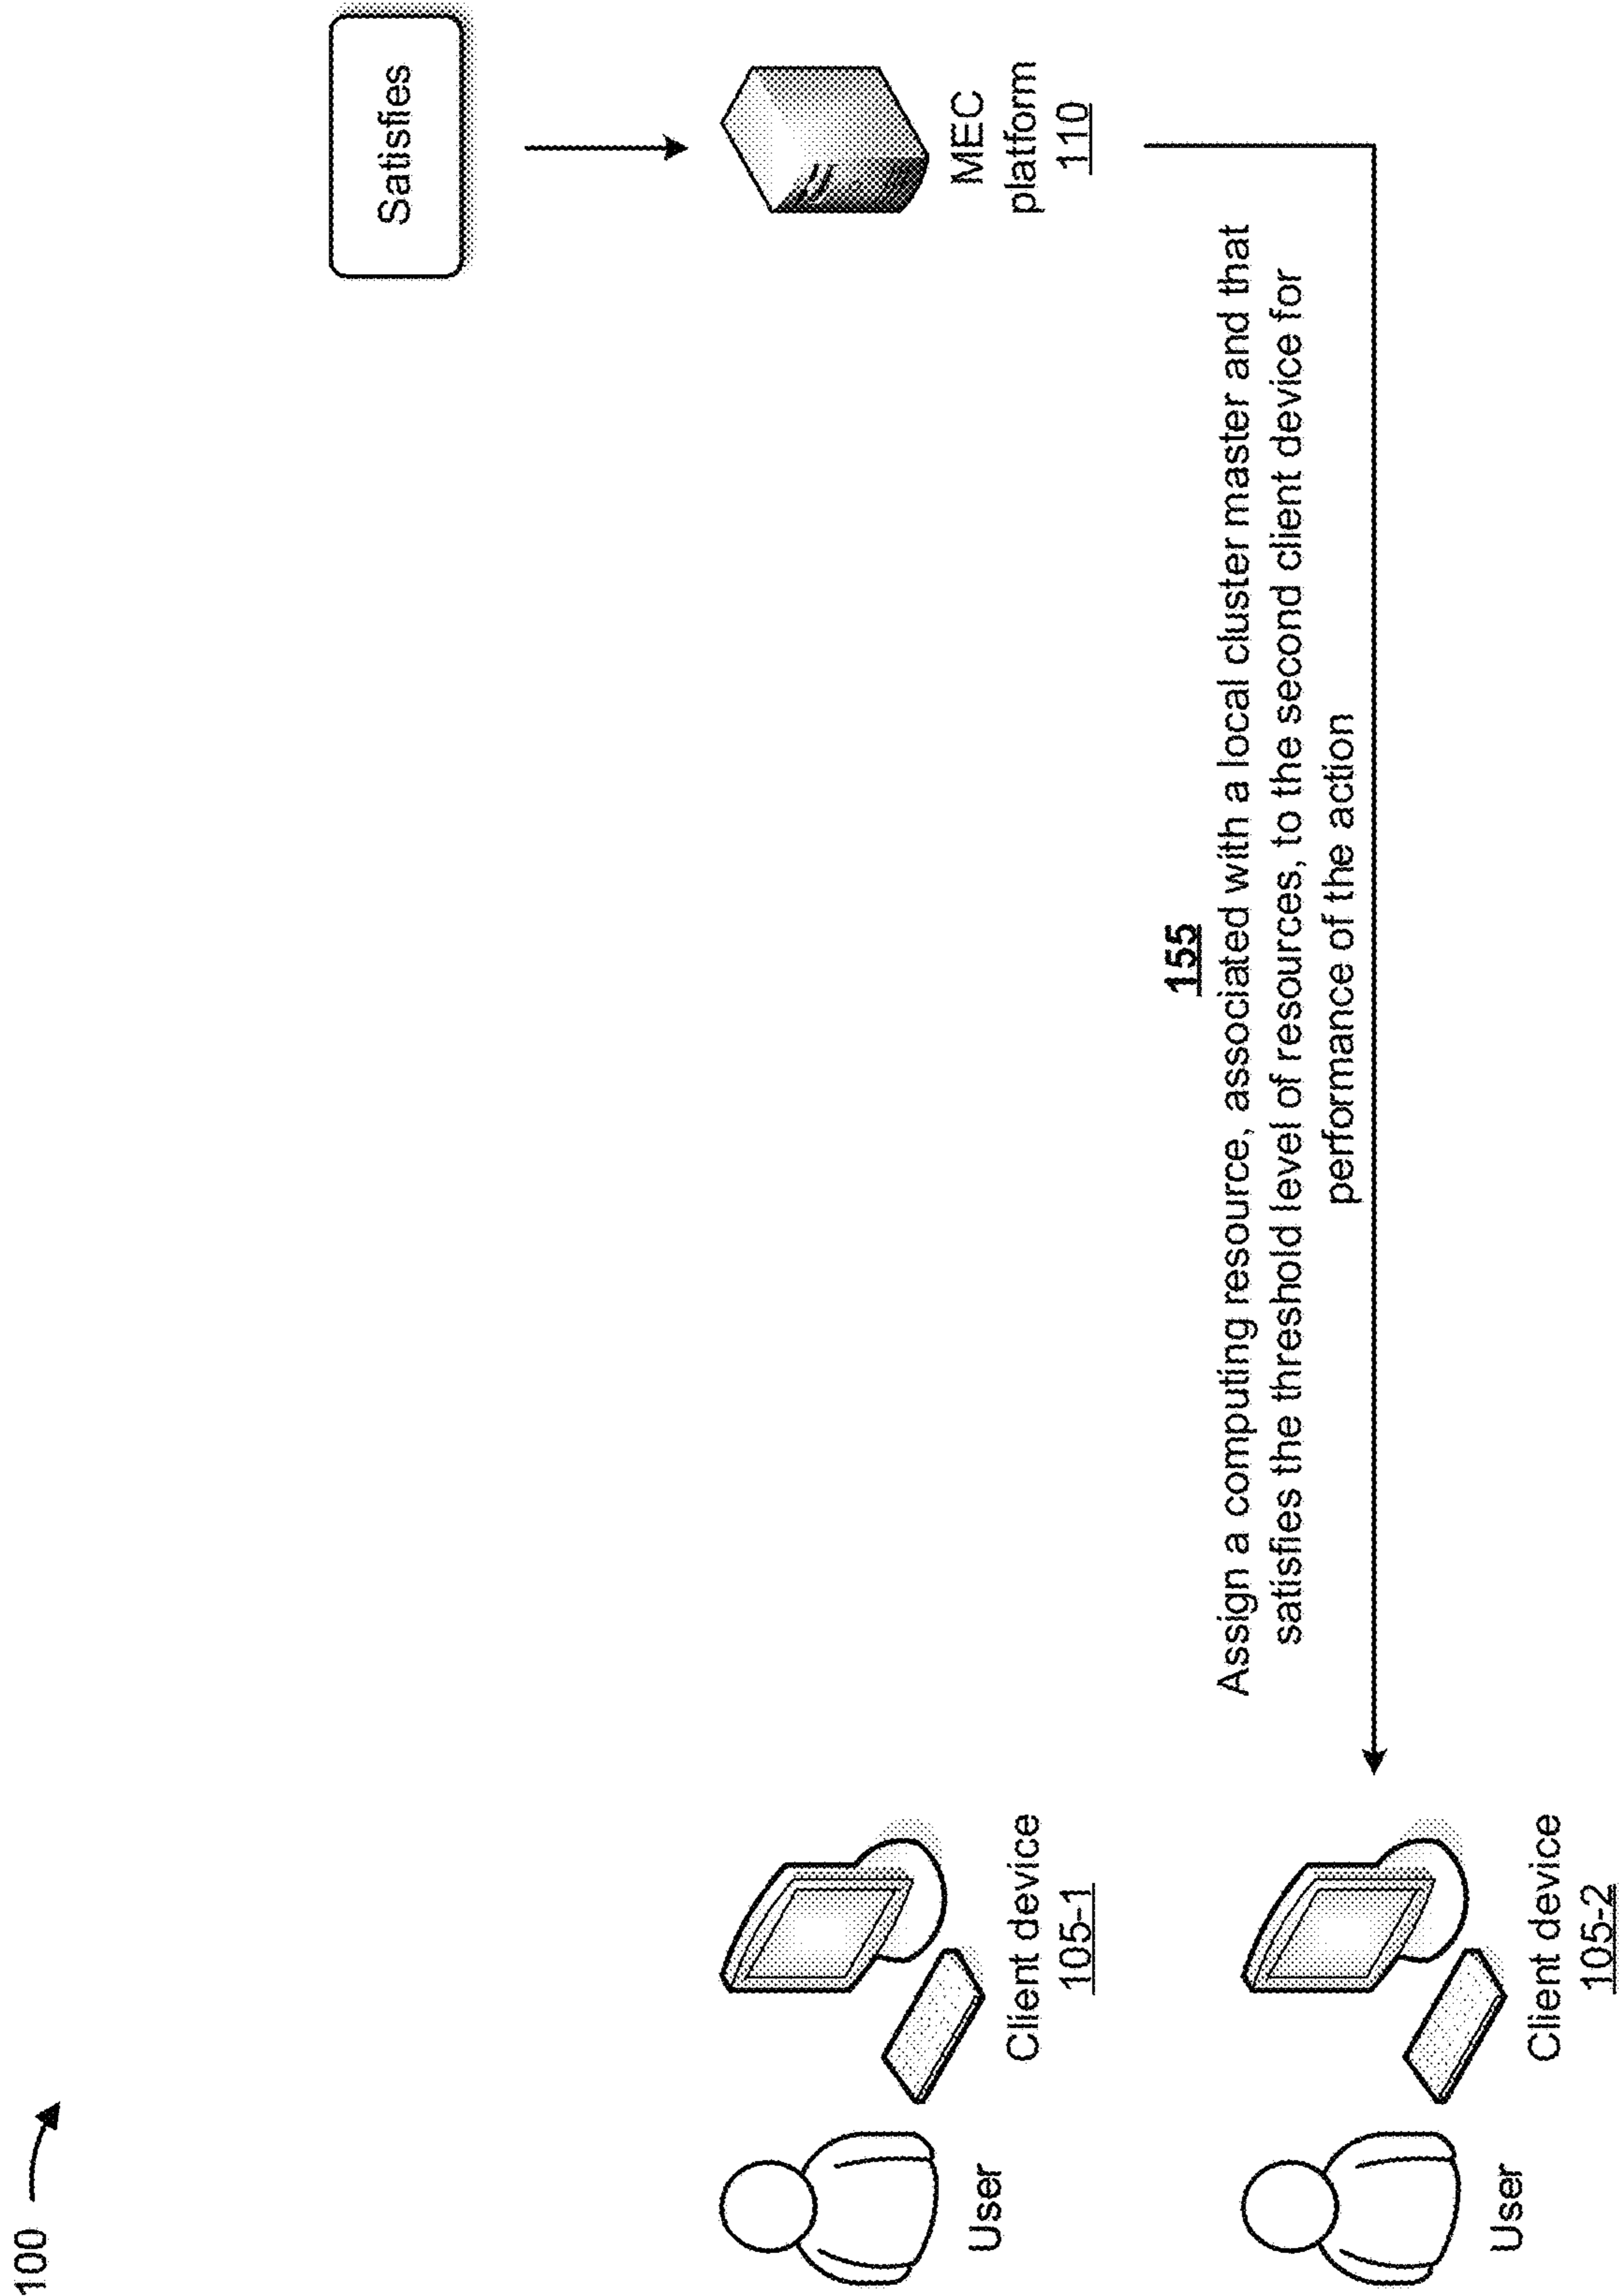 100
Satisfies
MEC
platform
110
155
Assign a computing resource, associated with a local cluster master and that
satisfies the threshold level of resources, to the second client device for
performance of the action
User
Client device
105-1
User
Client device
105-2